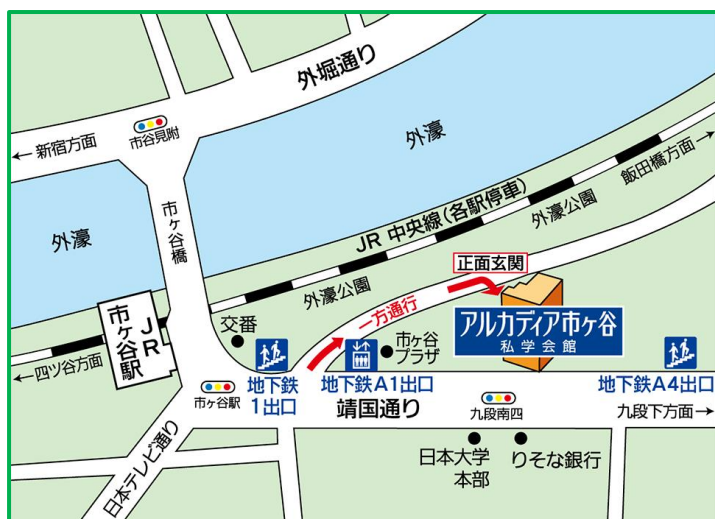 外堀通り
← 新宿方面
市谷見附
外濠
飯田橋方面 →
外濠
市ヶ谷橋
JR 中央線(各駅停車)
外濠公園
正面玄関
外濠公園
一方通行
アルカディア市ヶ谷
私学会館
JR
市ヶ谷駅
交番
市ヶ谷
プラザ
← 四ツ谷方面
市ヶ谷駅
地下鉄
1出口
地下鉄A1出口
地下鉄A4出口
靖国通り
九段南四
九段下方面→
日本テレビ通り
日本大学
本部
りそな銀行